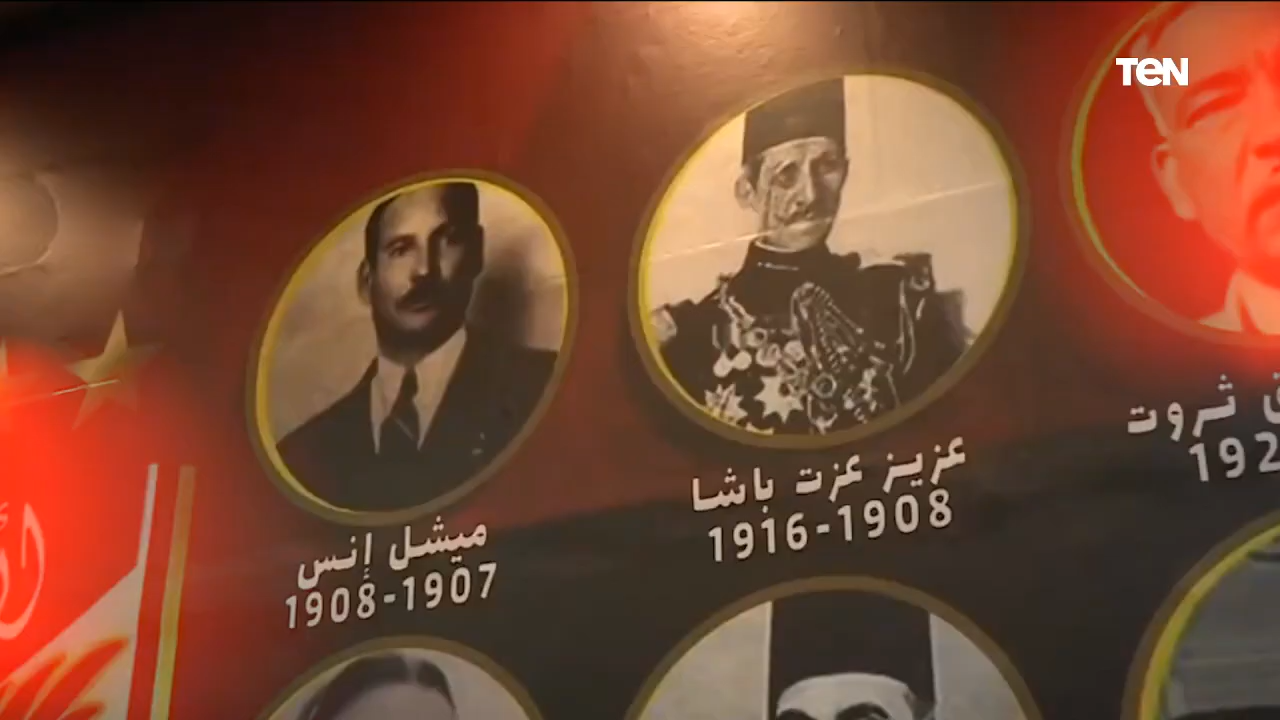 TEN
ثروت
192
عزيز عزت باشا
1916-1908
ميشل إنس
1908-1907